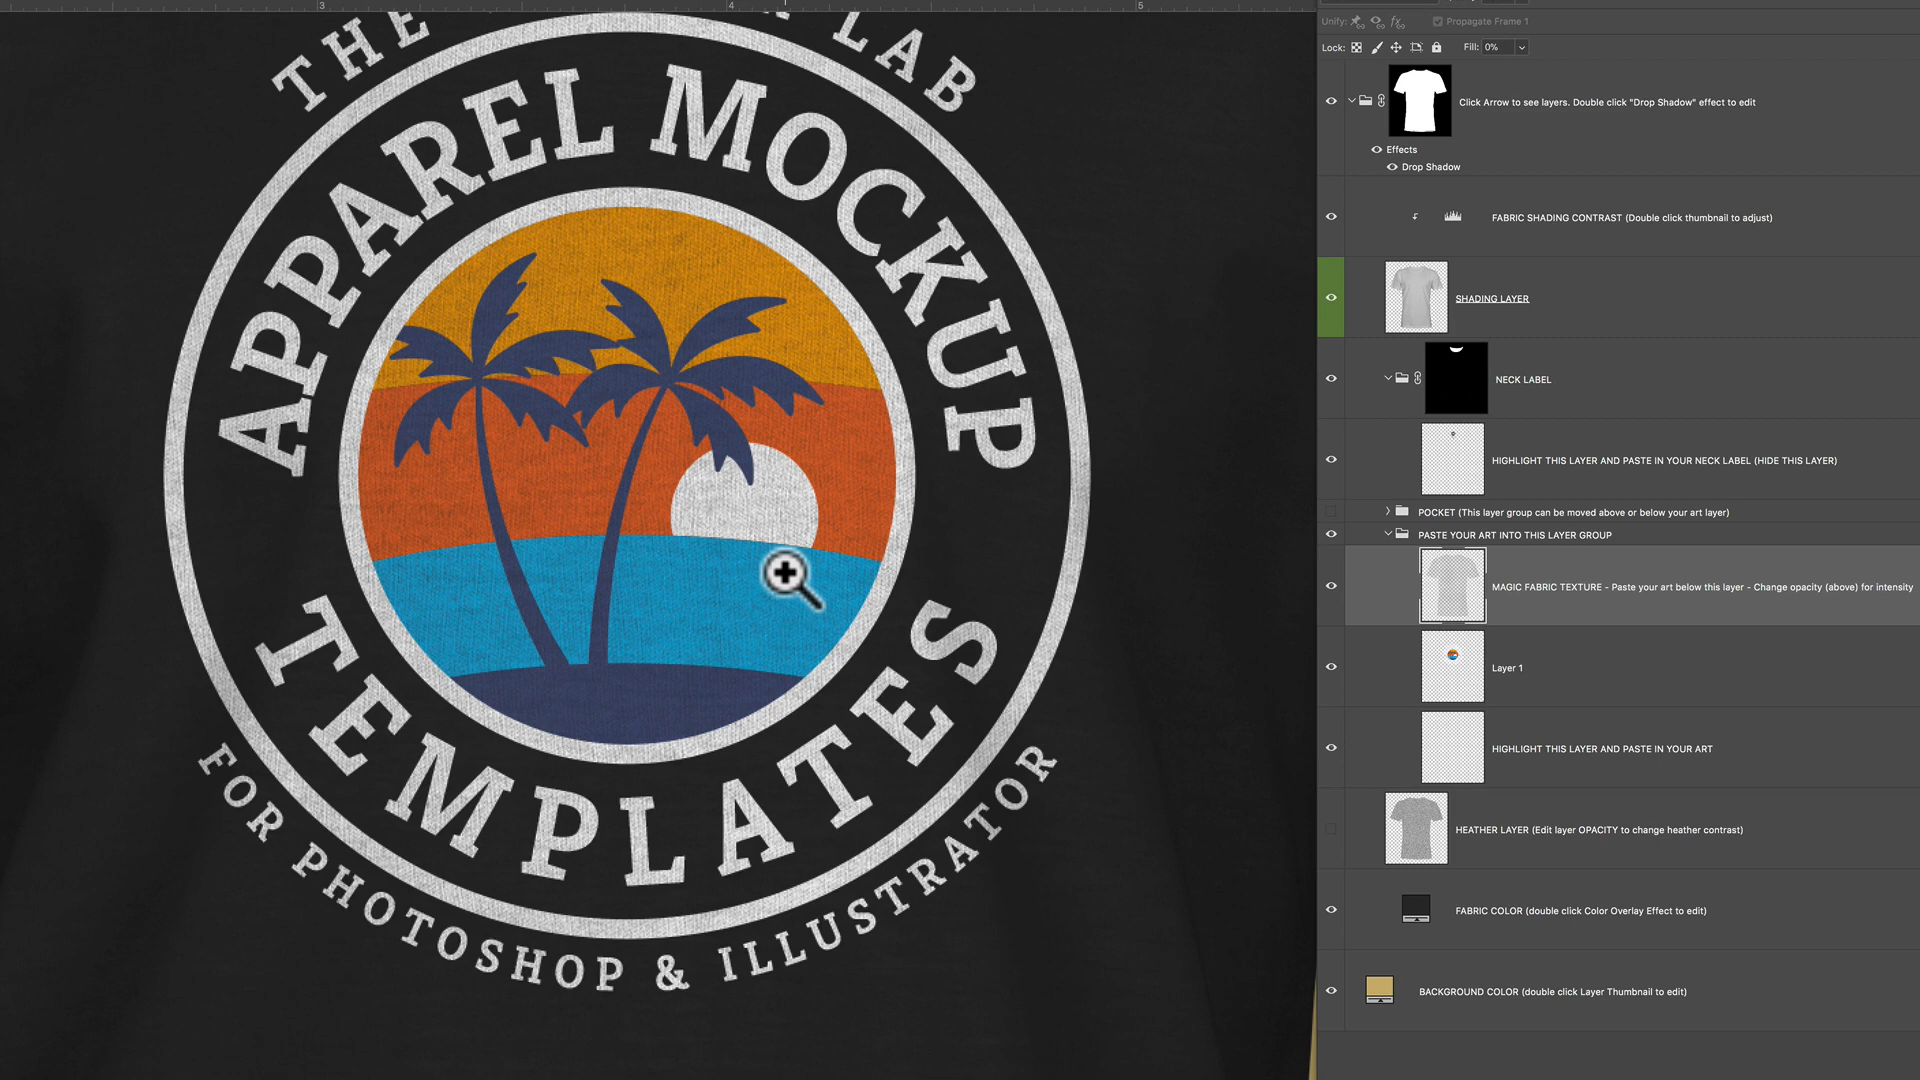 3
4
5
THE
LAB
APPAREL MOCKUP
TEMPLATES
FOR PHOTOSHOP & ILLUSTRATOR
Unify:
Propagate Frame 1
Lock:
Fill: 0%
Click Arrow to see layers. Double click "Drop Shadow" effect to edit
Effects
Drop Shadow
FABRIC SHADING CONTRAST (Double click thumbnail to adjust)
SHADING LAYER
NECK LABEL
HIGHLIGHT THIS LAYER AND PASTE IN YOUR NECK LABEL (HIDE THIS LAYER)
POCKET (This layer group can be moved above or below your art layer)
PASTE YOUR ART INTO THIS LAYER GROUP
MAGIC FABRIC TEXTURE - Paste your art below this layer - Change opacity (above) for intensity
Layer 1
HIGHLIGHT THIS LAYER AND PASTE IN YOUR ART
HEATHER LAYER (Edit layer OPACITY to change heather contrast)
FABRIC COLOR (double click Color Overlay Effect to edit)
BACKGROUND COLOR (double click Layer Thumbnail to edit)